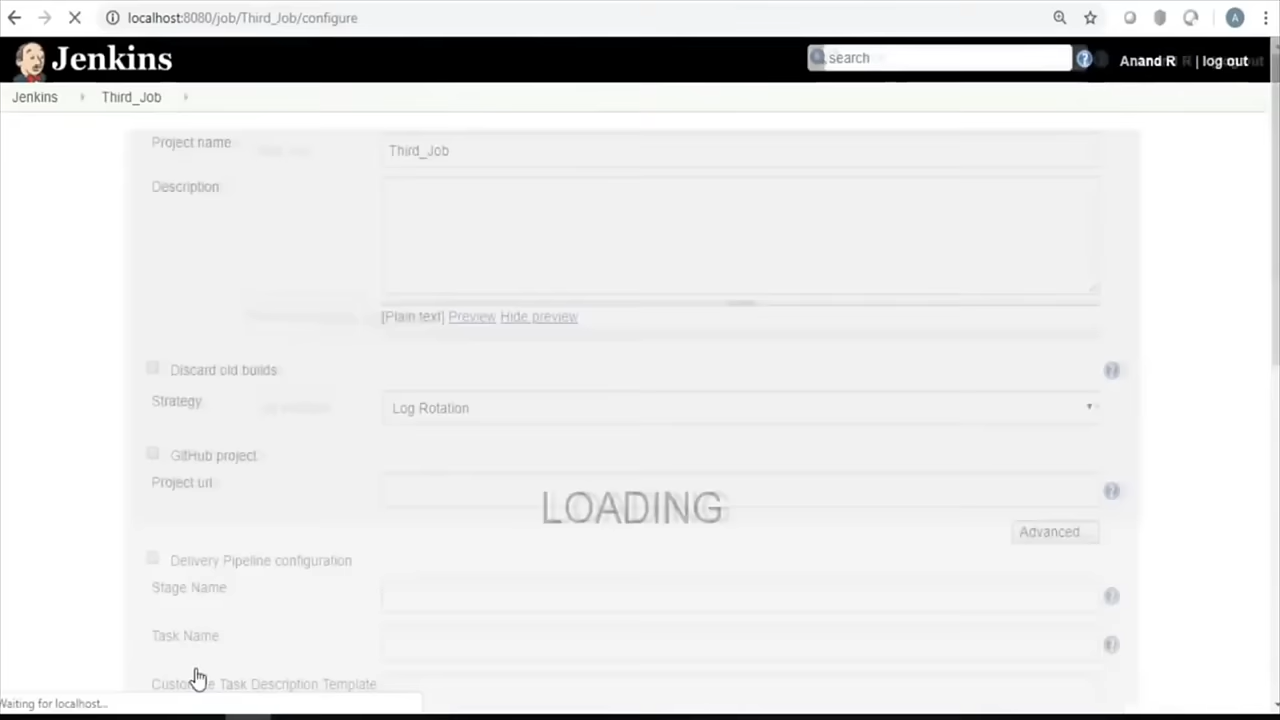 localhost:8080/job/Third_Job/configure
A
Jenkins
search
Anand R | log out
Jenkins
Third_Job
Project name
Third_Job
Description
[Plain text] Preview Hide preview
Discard old builds
Strategy
Log Rotation
GitHub project
Project url
LOADING
Advanced
Delivery Pipeline configuration
Stage Name
Task Name
Task Description Template
Waiting for localhost...